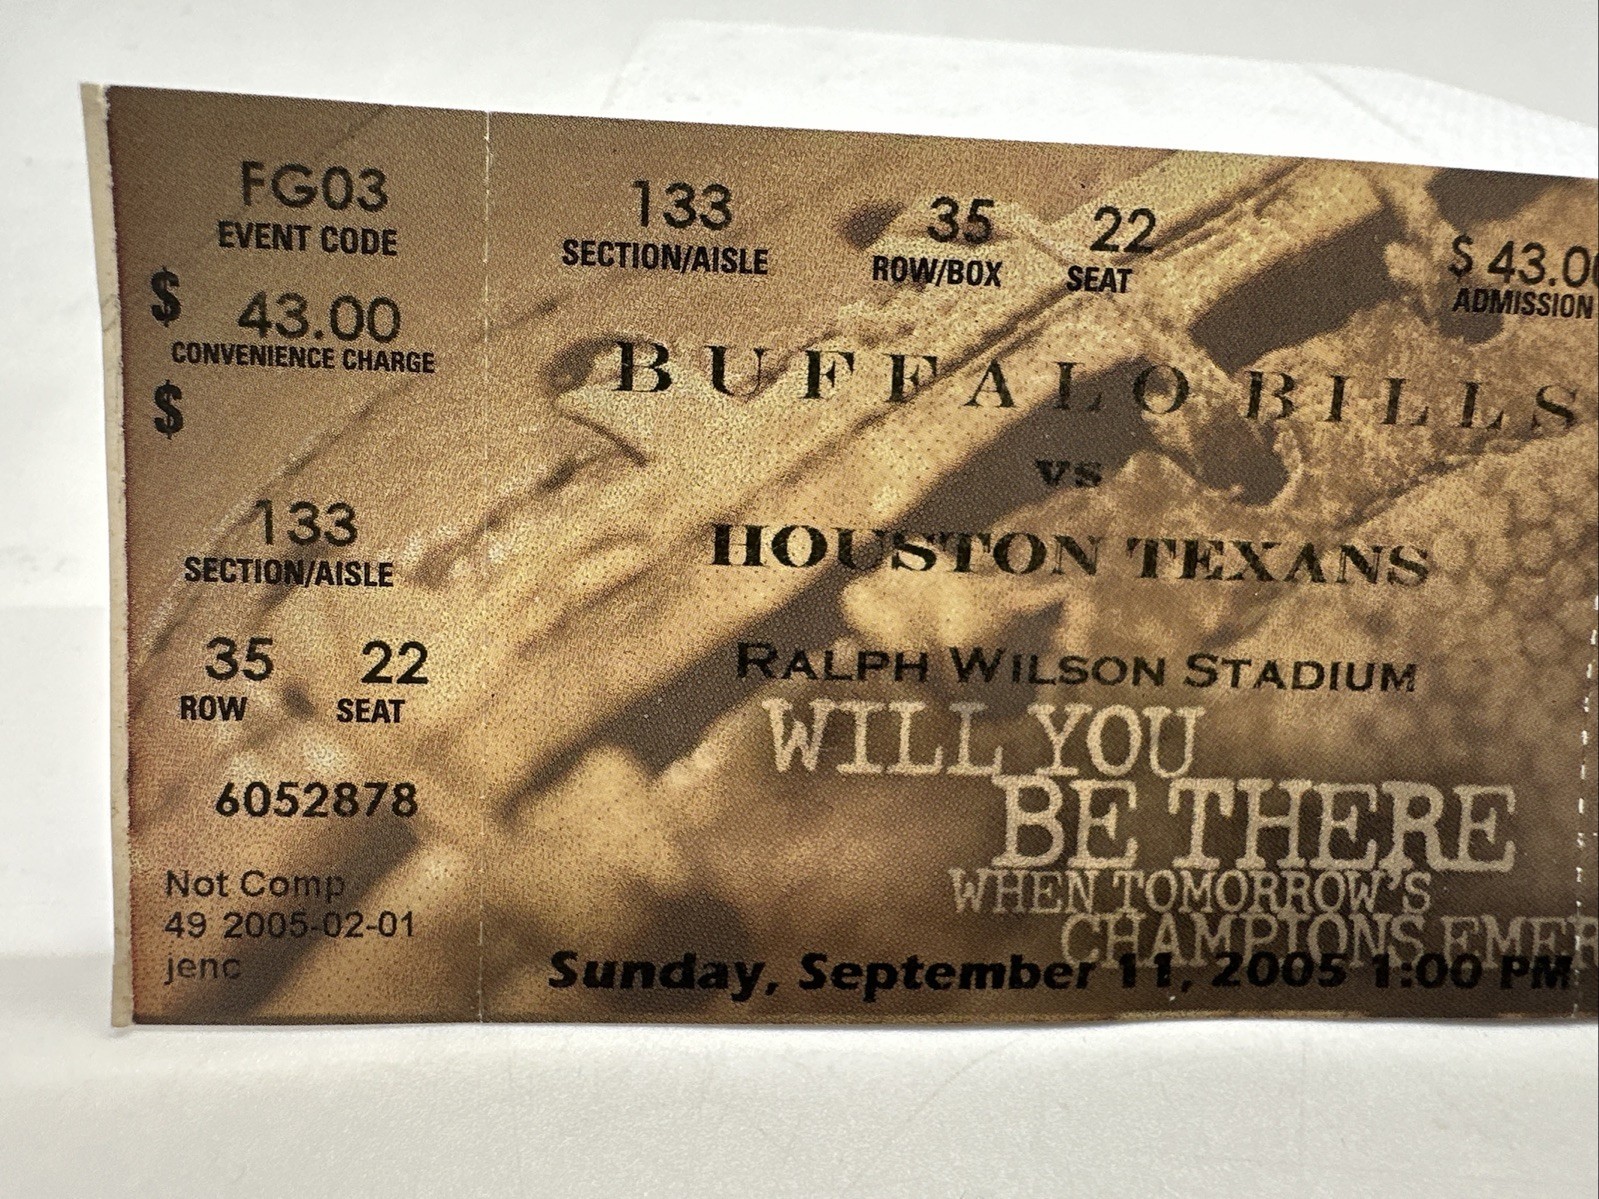 FG03
EVENT CODE
$ 43.00
CONVENIENCE CHARGE
$
133
SECTION/AISLE
35 22
ROW SEAT
6052878
Not Comp
49 2005-02-01
jenc
133 35 22 $ 43.0
SECTION/AISLE ROW/BOX SEAT ADMISSION
BUFFALO BILLS
vs
HOUSTON TEXANS
RALPH WILSON STADIUM
WILL YOU
BE THERE
WHEN TOMORROW'S
CHAMPIONS EMER
Sunday, September 11, 2005 1:00 PM